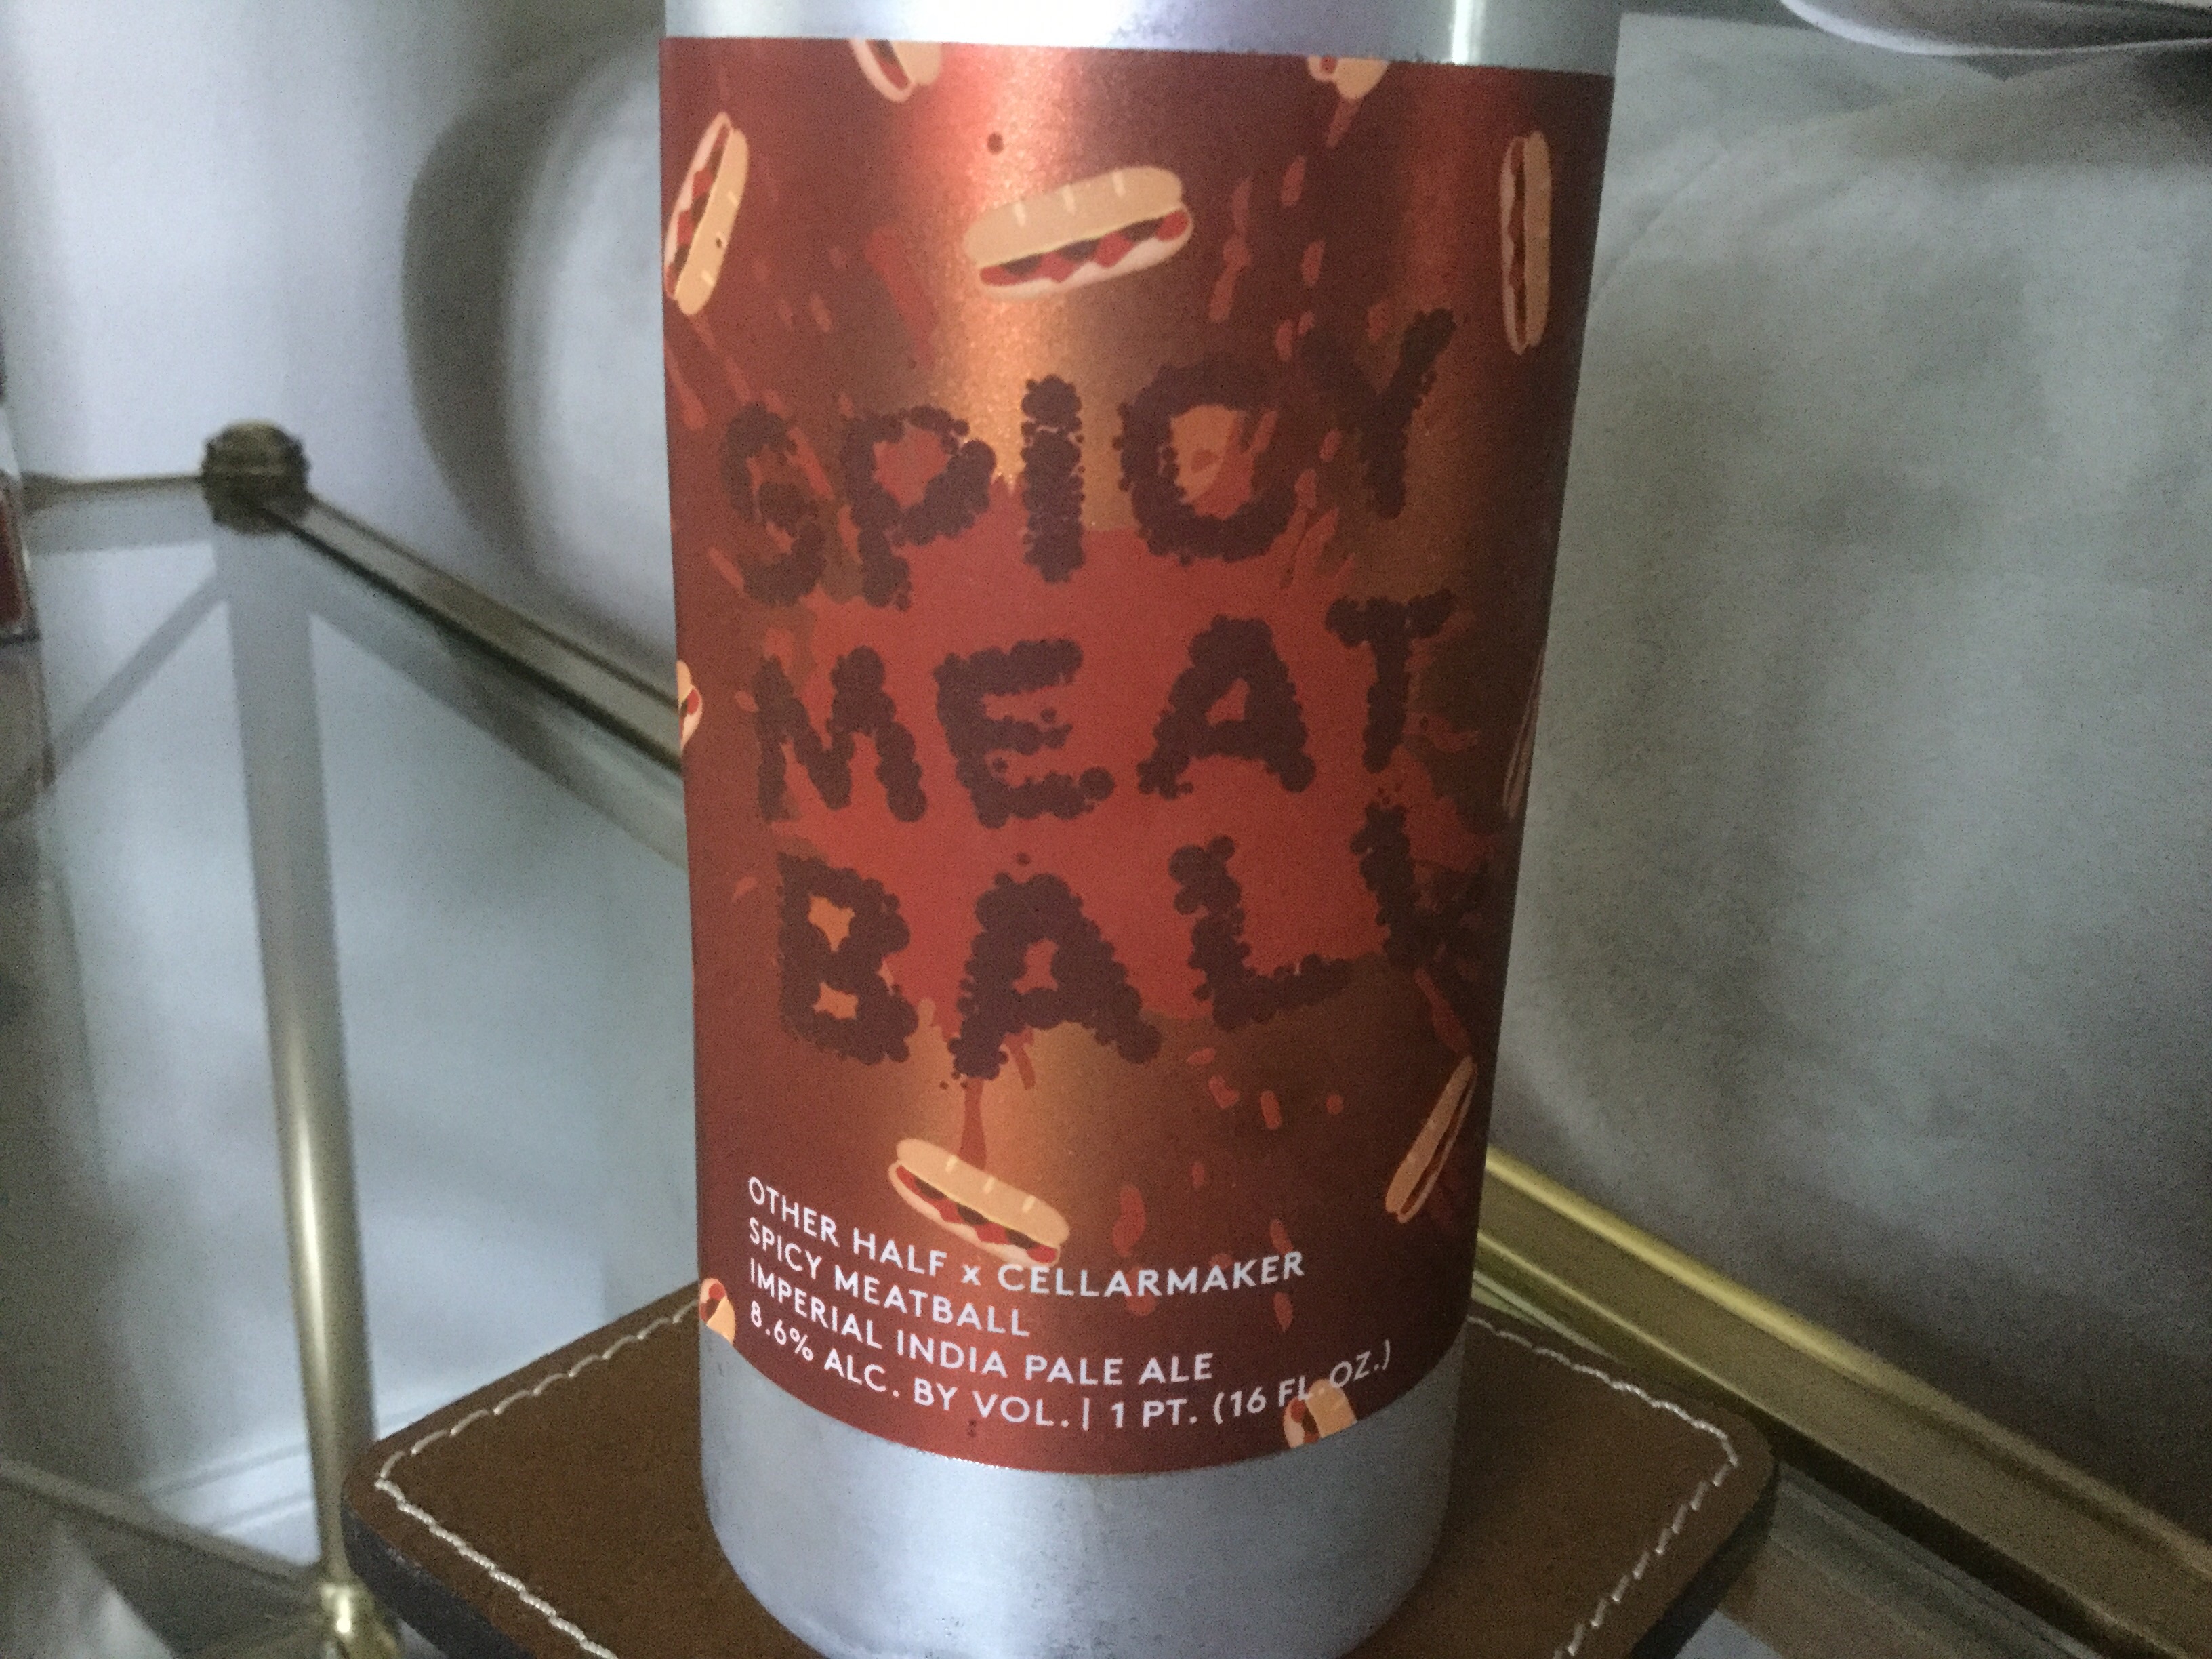 SPICY
MEAT
BALL
OTHER HALF x CELLARMAKER
SPICY MEATBALL
IMPERIAL INDIA PALE ALE
8.6% ALC. BY VOL. | 1 PT. (16 FL. OZ.)